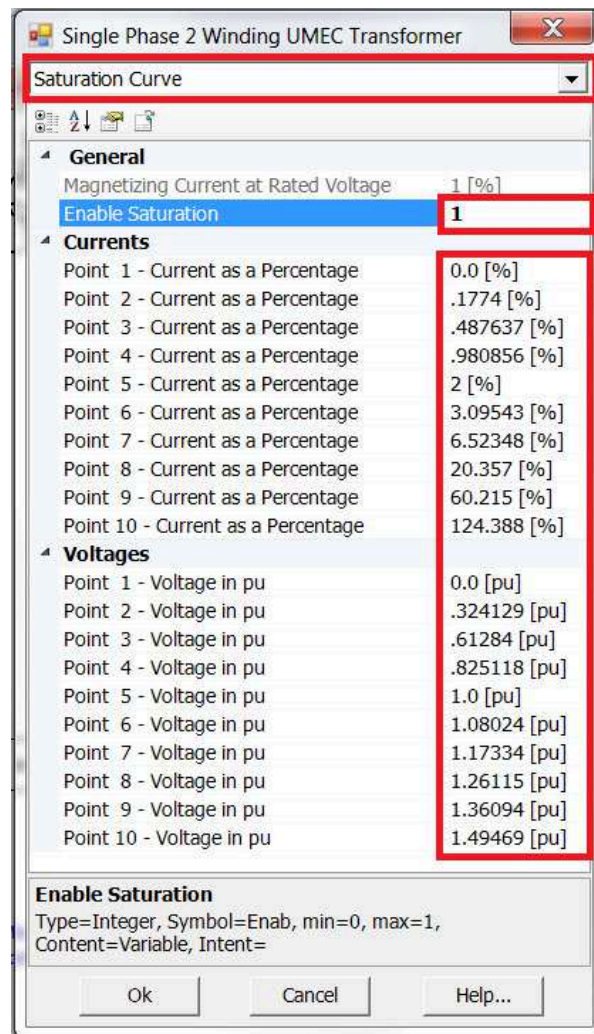 Single Phase 2 Winding UMEC Transformer
Saturation Curve
General
Magnetizing Current at Rated Voltage 1 [%]
Enable Saturation 1
Currents
Point 1 - Current as a Percentage 0.0 [%]
Point 2 - Current as a Percentage .1774 [%]
Point 3 - Current as a Percentage .487637 [%]
Point 4 - Current as a Percentage .980856 [%]
Point 5 - Current as a Percentage 2 [%]
Point 6 - Current as a Percentage 3.09543 [%]
Point 7 - Current as a Percentage 6.52348 [%]
Point 8 - Current as a Percentage 20.357 [%]
Point 9 - Current as a Percentage 60.215 [%]
Point 10 - Current as a Percentage 124.388 [%]
Voltages
Point 1 - Voltage in pu 0.0 [pu]
Point 2 - Voltage in pu .324129 [pu]
Point 3 - Voltage in pu .61284 [pu]
Point 4 - Voltage in pu .825118 [pu]
Point 5 - Voltage in pu 1.0 [pu]
Point 6 - Voltage in pu 1.08024 [pu]
Point 7 - Voltage in pu 1.17334 [pu]
Point 8 - Voltage in pu 1.26115 [pu]
Point 9 - Voltage in pu 1.36094 [pu]
Point 10 - Voltage in pu 1.49469 [pu]
Enable Saturation
Type=Integer, Symbol=Enab, min=0, max=1,
Content=Variable, Intent=
Ok Cancel Help...